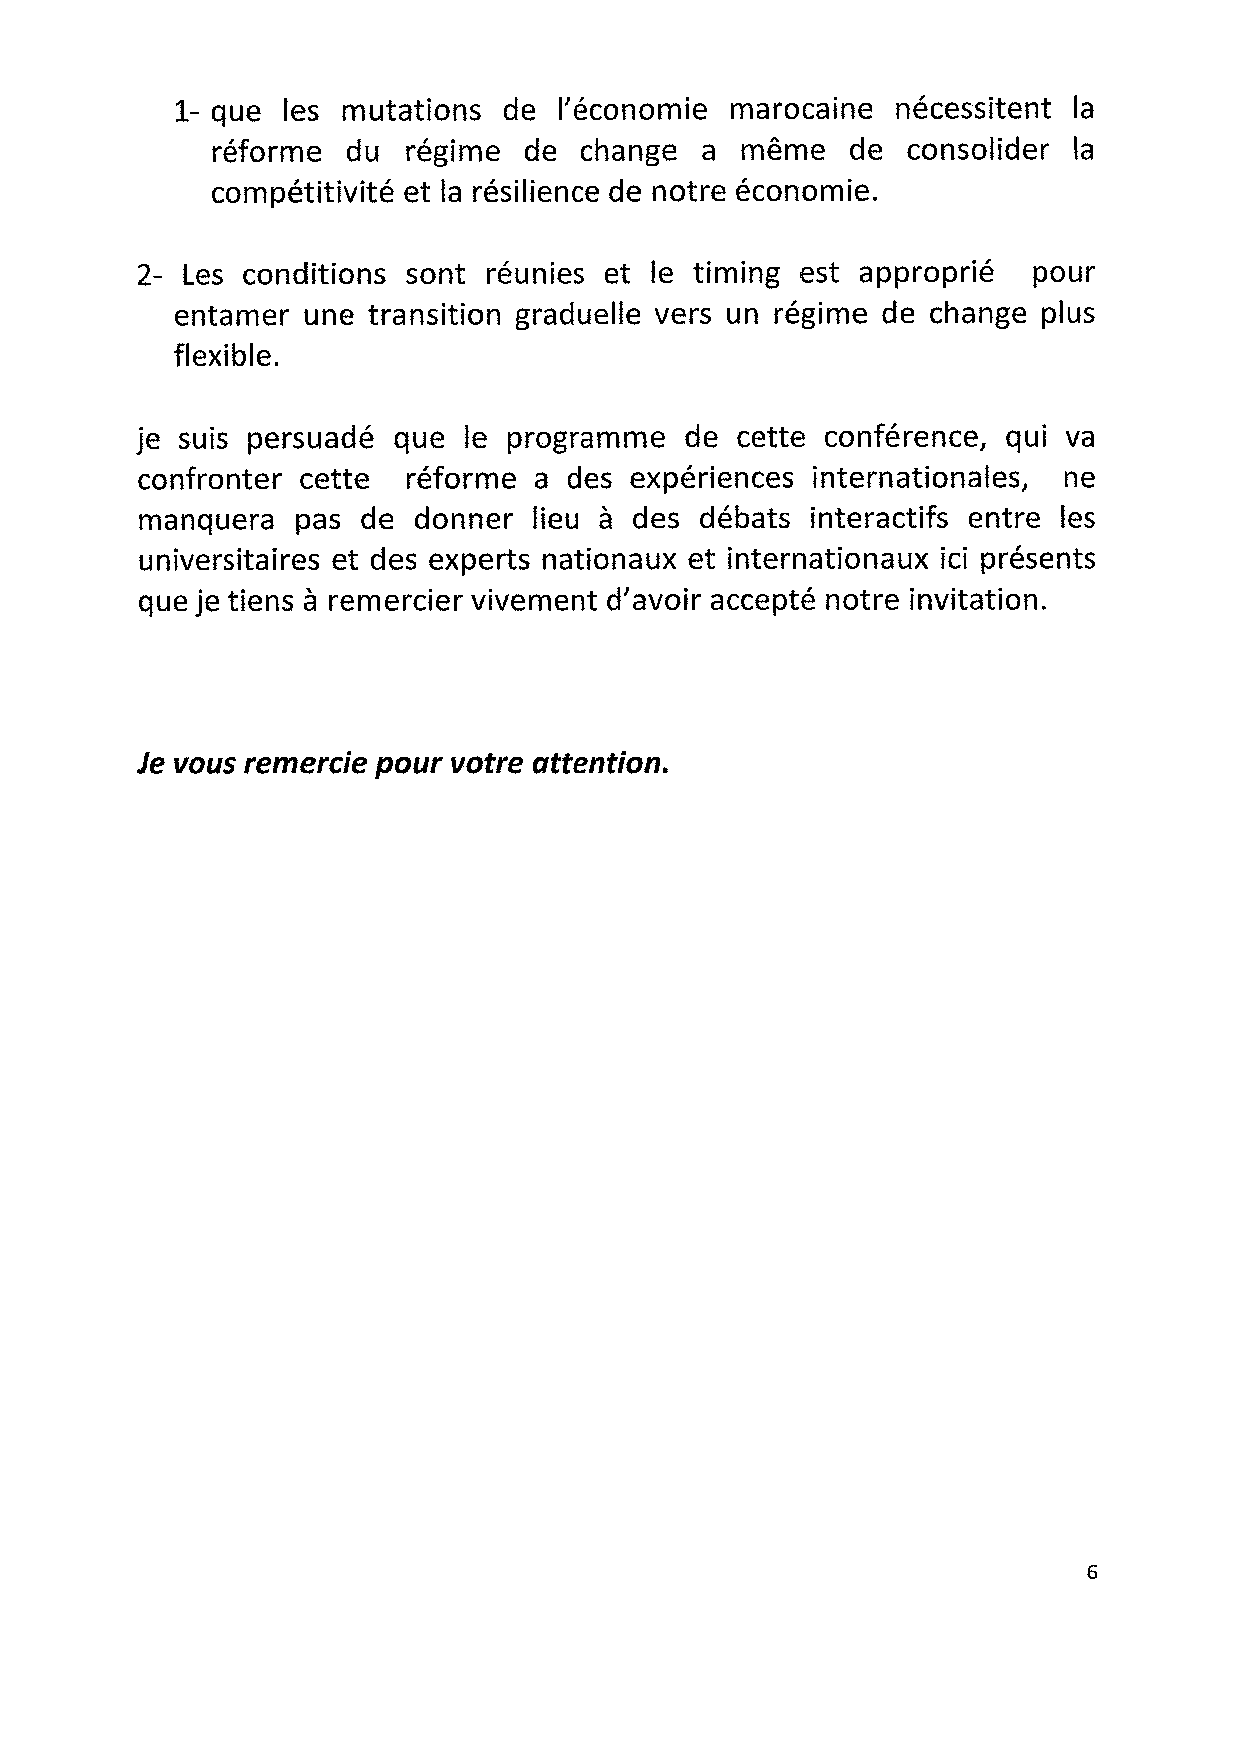 1- que les mutations de l'économie marocaine nécessitent la
réforme du régime de change a même de consolider la
compétitivité et la résilience de notre économie.
2- Les conditions sont réunies et le timing est approprié pour
entamer une transition graduelle vers un régime de change plus
flexible.
je suis persuadé que le programme de cette conférence, qui va
confronter cette réforme a des expériences internationales, ne
manquera pas de donner lieu à des débats interactifs entre les
universitaires et des experts nationaux et internationaux ici présents
que je tiens à remercier vivement d'avoir accepté notre invitation.
Je vous remercie pour votre attention.
6